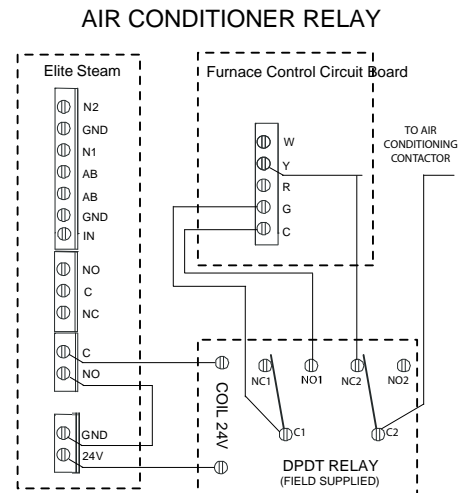 AIR CONDITIONER RELAY
Elite Steam
N2
GND
N1
AB
AB
GND
IN
NO
C
NC
C
NO
GND
24V
Furnace Control Circuit Board
W
Y
R
G
C
TO AIR
CONDITIONING
CONTACTOR
COIL 24V
NC1
NO1
NC2
NO2
C1
C2
DPDT RELAY
(FIELD SUPPLIED)